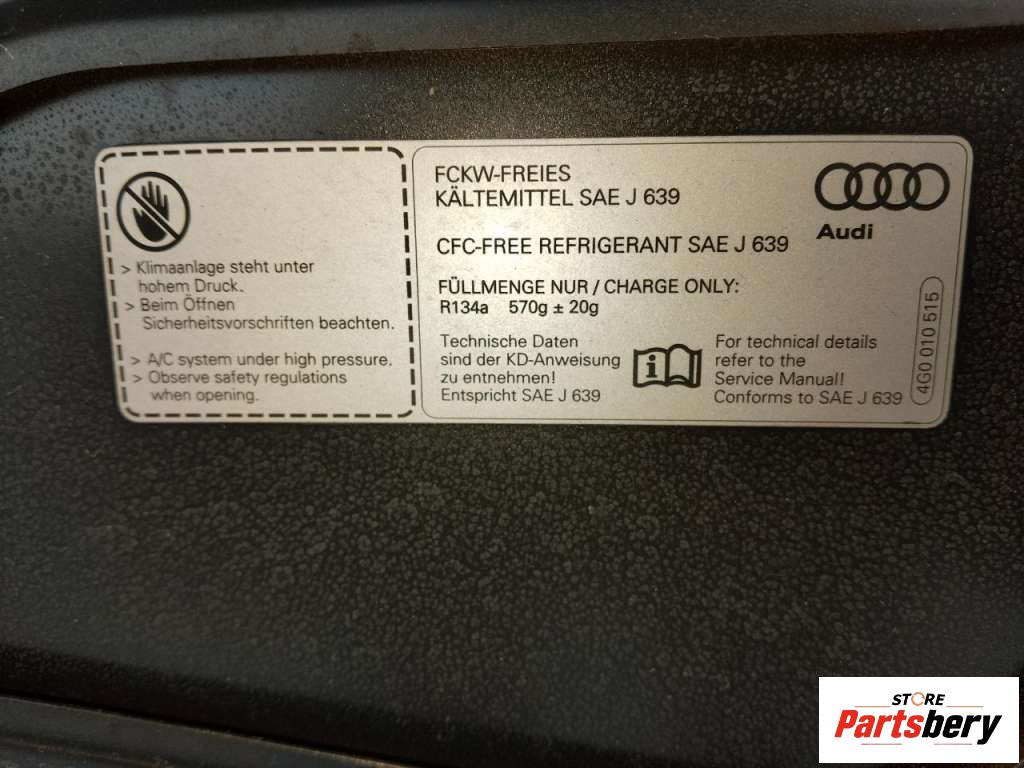 > Klimaanlage steht unter
hohem Druck.
> Beim Öffnen
Sicherheitsvorschriften beachten.
> A/C system under high pressure.
> Observe safety regulations
when opening.
FCKW-FREIES
KÄLTEMITTEL SAE J 639
CFC-FREE REFRIGERANT SAE J 639
FÜLLMENGE NUR / CHARGE ONLY:
R134a 570g ± 20g
Technische Daten
sind der KD-Anweisung
zu entnehmen!
Entspricht SAE J 639
For technical details
refer to the
Service Manual!
Conforms to SAE J 639
Audi
4G0 010 515
STORE
Partsbery